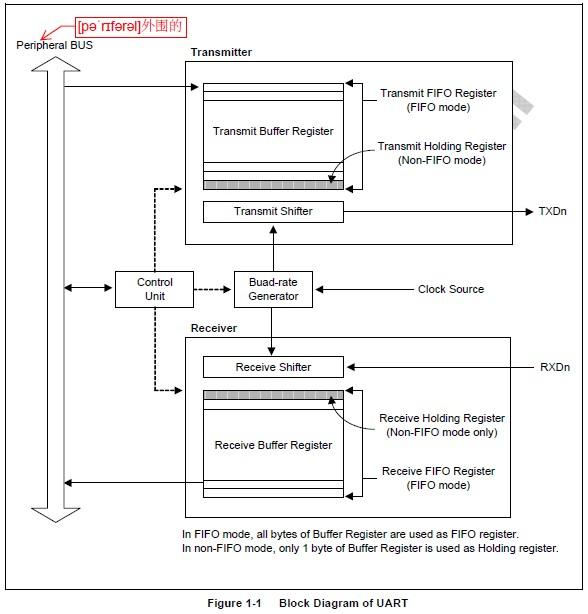 [pəˈrɪfərəl]外围的
Peripheral BUS
Transmitter
Transmit FIFO Register
(FIFO mode)
Transmit Buffer Register
Transmit Holding Register
(Non-FIFO mode)
Transmit Shifter
TXDn
Control
Unit
Buad-rate
Generator
Clock Source
Receiver
Receive Shifter
RXDn
Receive Holding Register
(Non-FIFO mode only)
Receive Buffer Register
Receive FIFO Register
(FIFO mode)
In FIFO mode, all bytes of Buffer Register are used as FIFO register.
In non-FIFO mode, only 1 byte of Buffer Register is used as Holding register.
Figure 1-1 Block Diagram of UART